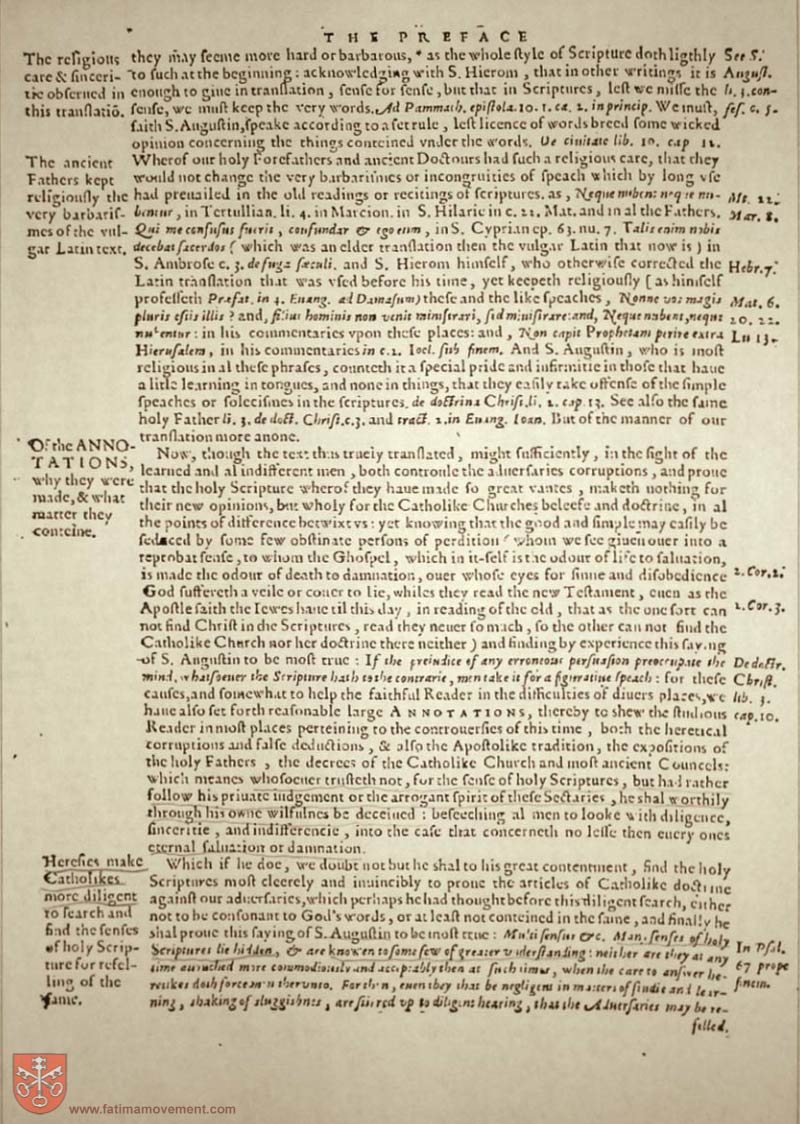 THE PREFACE
The religious
care & sinceri-
tie obserued in
this translatiõ.
they may seeme more hard or barbarous, * as the whole style of Scripture doth ligthly
to such at the beginning: acknowledging with S. Hierom, that in other writings it is
enough to giue in translation, sense for sense, but that in Scriptures, lest we misse the
sense, we must keep the very words. Ad Pammach. epistola. 10. 1. ca. 2. in princip. We must,
saith S. Augustin, speake according to a set rule, lest licence of words breed some wicked
opinion concerning the things conteined vnder the words. De ciuitate lib. 10. cap 12.
See S.
August.
li. 3. con-
fes. c. 5.
The ancient
Fathers kept
religiously the
very barbaris-
mes of the vul-
gar Latin text.
Wherof our holy Forefathers and ancient Doctours had such a religious care, that they
would not change the very barbarismes or incongruities of speach which by long vse
had preuailed in the old readings or recitings of scriptures. as, Neque nubent neque nu-
bentur, in Tertullian. li. 4. in Marcion. in S. Hilarie in c. 22. Mat. and in al the Fathers.
Qui me confusus fuerit, confundar & ego eum, in S. Cyprian ep. 63. nu. 7. Talis enim nobis
decebat sacerdos (which was an elder translation then the vulgar Latin that now is) in
S. Ambrose c. 3. de fuga sæculi. and S. Hierom himself, who otherwise corrected the
Latin translation that was vsed before his time, yet keepeth religiously (as himself
professeth Præfat. in 4. Euang. ad Damasum) these and the like speaches, Nonne vos magis
pluris estis illis? and, filius hominis non venit ministrari, sed ministrare: and, Neque nubent, neque
nubentur: in his commentaries vpon these places: and, Non capit Prophetam perire extra
Hierusalem, in his commentaries in c. 2. Ioel. sub finem. And S. Augustin, who is most
religious in al these phrases, counteth it a special pride and infirmitie in those that haue
a litle learning in tongues, and none in things, that they easily take offense of the simple
speaches or solecismes in the scriptures. de doctrina Christ. li. 2. cap 13. See also the same
holy Father li. 3. de doct. Christ. c. 3. and tract. 2. in Euang. Ioan. But of the manner of our
translation more anone.
Mt. 22.
Mar. 8.
Hebr. 7.
Mat. 6.
20. 22.
Lu 13.
Of the ANNO-
TATIONS,
why they were
made, & what
matter they
conteine.
Now, though the text thus truely translated, might sufficiently, in the sight of the
learned and al indifferent men, both controule the aduersaries corruptions, and proue
that the holy Scripture wherof they haue made so great vantes, maketh nothing for
their new opinions, but wholy for the Catholike Churches beleefe and doctrine, in al
the points of difference betwixt vs: yet knowing that the good and simple may easily be
seduced by some few obstinate persons of perdition (whom we see giuen ouer into a
reprobat sense, to whom the Ghospel, which in it-self is the odour of life to saluation,
is made the odour of death to damnation, ouer whose eyes for sinne and disobedience
God suffereth a veile or couer to lie, whiles they read the new Testament, euen as the
Apostle saith the Iewes haue til this day, in reading of the old, that as the one sort can
not find Christ in the Scriptures, read they neuer so much, so the other can not find the
Catholike Church nor her doctrine there neither) and finding by experience this saying
of S. Augustin to be most true: If the preiudice of any erroneous persuasion preoccupate the
mind, whatsoeuer the Scripture hath to the contrarie, men take it for a figuratiue speach: for these
causes, and somewhat to help the faithful Reader in the difficulties of diuers places, we
haue also set forth reasonable large ANNOTATIONS, thereby to shew the studious
Reader in most places perteining to the controuersies of this time, both the heretical
corruptions and false deductions, & also the Apostolike tradition, the expositions of
the holy Fathers, the decrees of the Catholike Church and most ancient Councels:
which meanes whosoeuer trusteth not, for the sense of holy Scriptures, but had rather
follow his priuate iudgement or the arrogant spirit of these Sectaries, he shal worthily
through his owne wilfulnes be deceiued: beseeching al men to looke with diligence,
sinceritie, and indifferencie, into the case that concerneth no lesse then euery ones
eternal saluation or damnation.
2. Cor. 2.
2. Cor. 3.
De doctr.
Christ.
lib. 3.
cap. 10.
Heresies make
Catholikes
more diligent
to search and
find the senses
of holy Scrip-
ture for refel-
ling of the
same.
Which if he doe, we doubt not but he shal to his great contentment, find the holy
Scriptures most cleerely and inuincibly to proue the articles of Catholike doctrine
against our aduersaries, which perhaps he had thought before this diligent search, either
not to be consonant to God's words, or at least not conteined in the same, and finally he
shal proue this saying of S. Augustin to be most true: Multi sensus &c. Many senses of holy
Scriptures lie hidden, & are knowen to some few of greater vnderstanding: neither are they at any
time auouched more commodiously and acceptably then at such times, when the care to answer he-
retikes doth force men therunto. For then, euen they that be negligent in matters of studie and lear-
ning, shaking of sluggishnes, are stirred vp to diligent hearing, that the Aduersaries may be re-
felled.
In Psal.
67 prope
finem.
www.fatimamovement.com